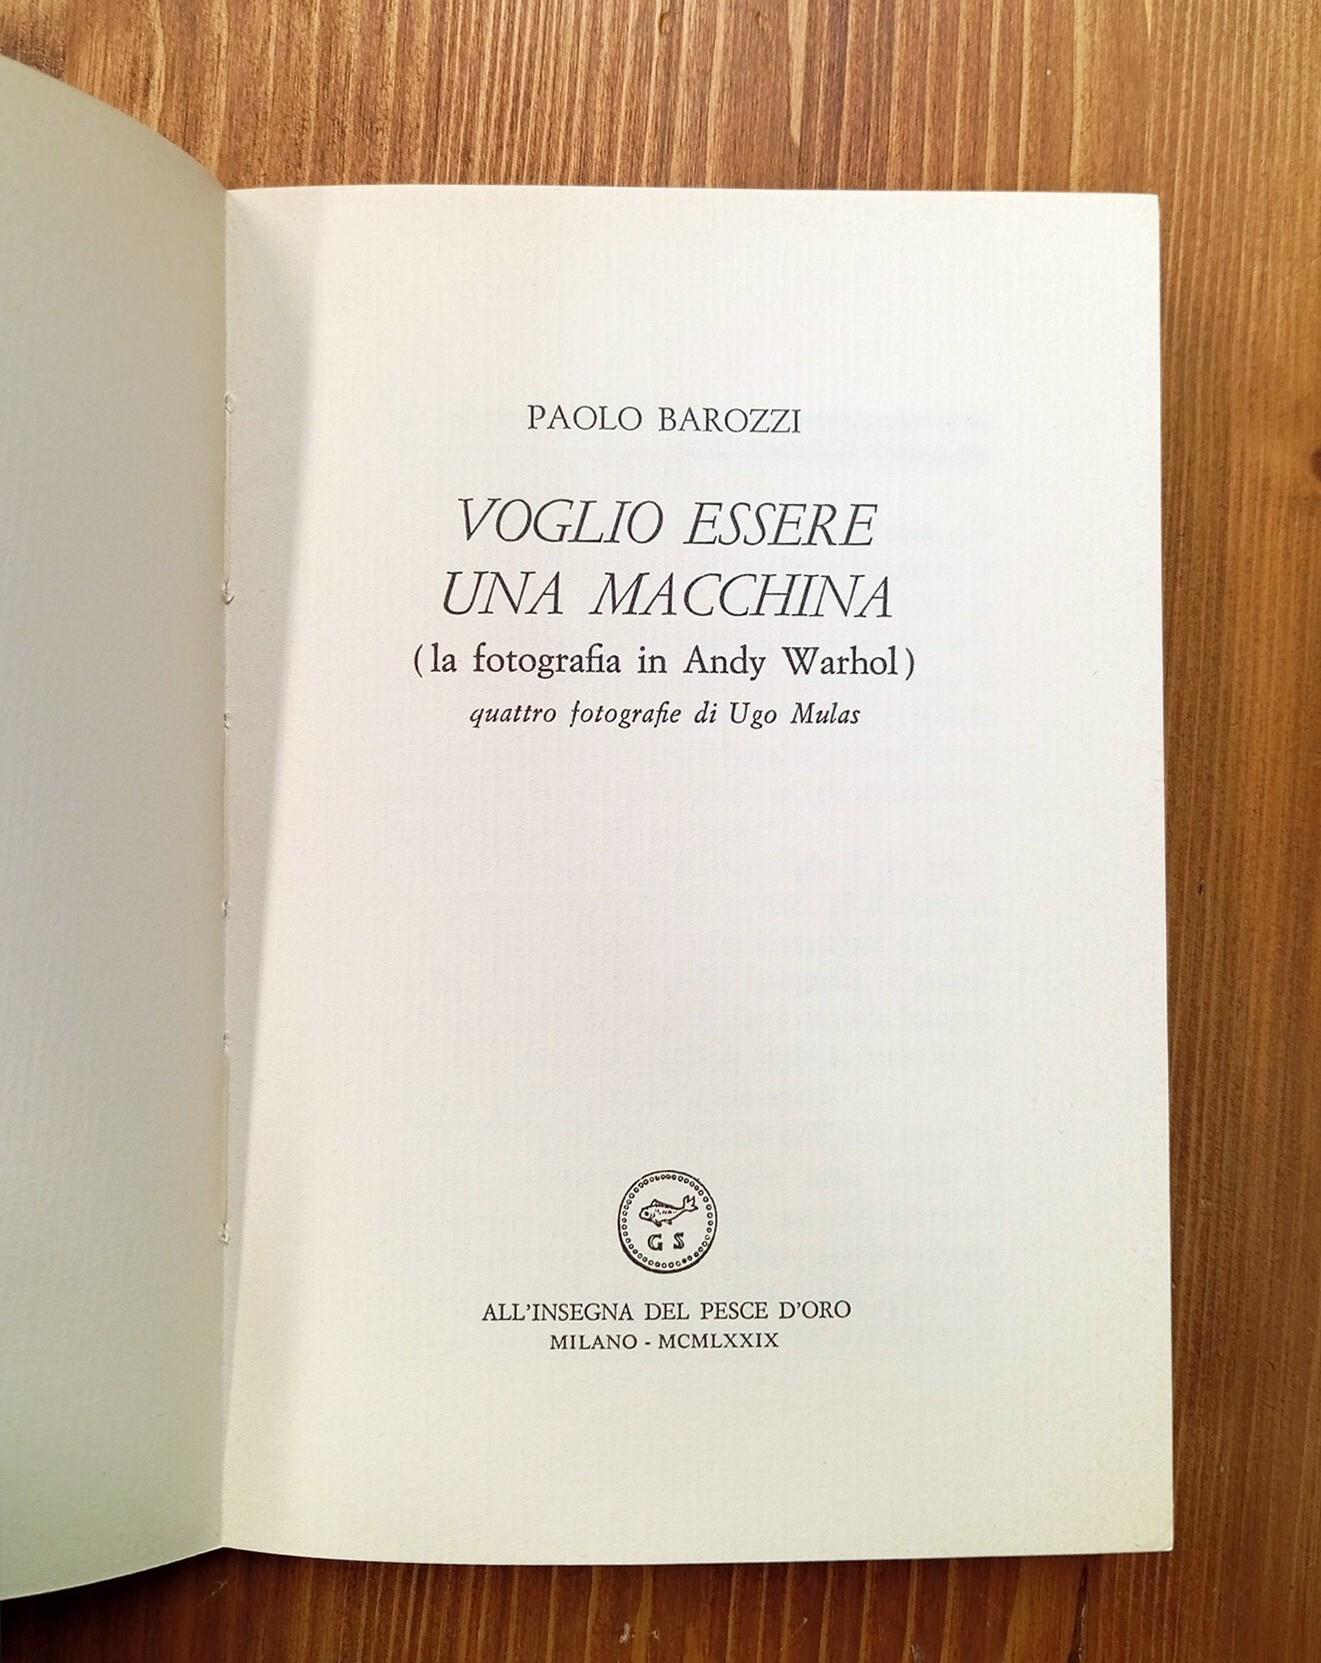 PAOLO BAROZZI
VOGLIO ESSERE
UNA MACCHINA
(la fotografia in Andy Warhol)
quattro fotografie di Ugo Mulas
G S
ALL'INSEGNA DEL PESCE D'ORO
MILANO - MCMLXXIX